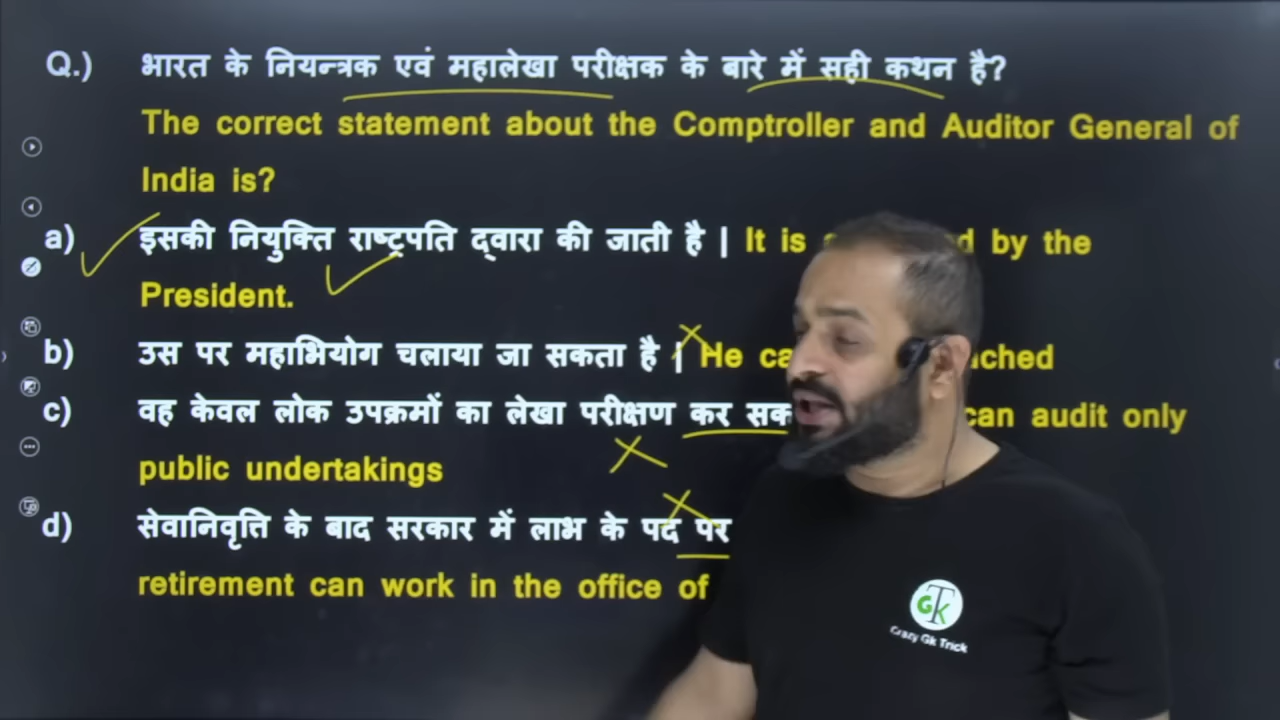 Q.) भारत के नियन्त्रक एवं महालेखा परीक्षक के बारे में सही कथन है?
The correct statement about the Comptroller and Auditor General of
India is?
a) इसकी नियुक्ति राष्ट्रपति द्वारा की जाती है | It is by the
President.
b) उस पर महाभियोग चलाया जा सकता है | He
c) वह केवल लोक उपक्रमों का लेखा परीक्षण कर can audit only
public undertakings
d) सेवानिवृत्ति के बाद सरकार में लाभ के पद पर
retirement can work in the office of
GTK
Crazy Gk Trick